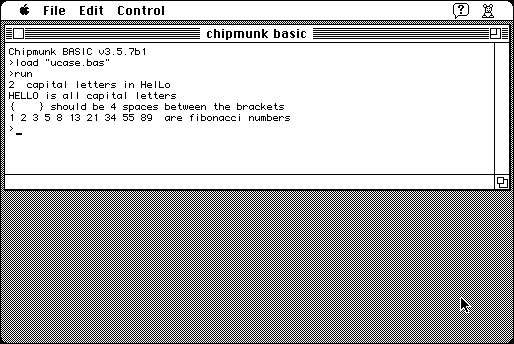 File Edit Control
chipmunk basic
Chipmunk BASIC v3.5.7b1
>load "ucase.bas"
>run
2  capital letters in HelLo
HELLO is all capital letters
{    } should be 4 spaces between the brackets
1 2 3 5 8 13 21 34 55 89  are fibonacci numbers
>_